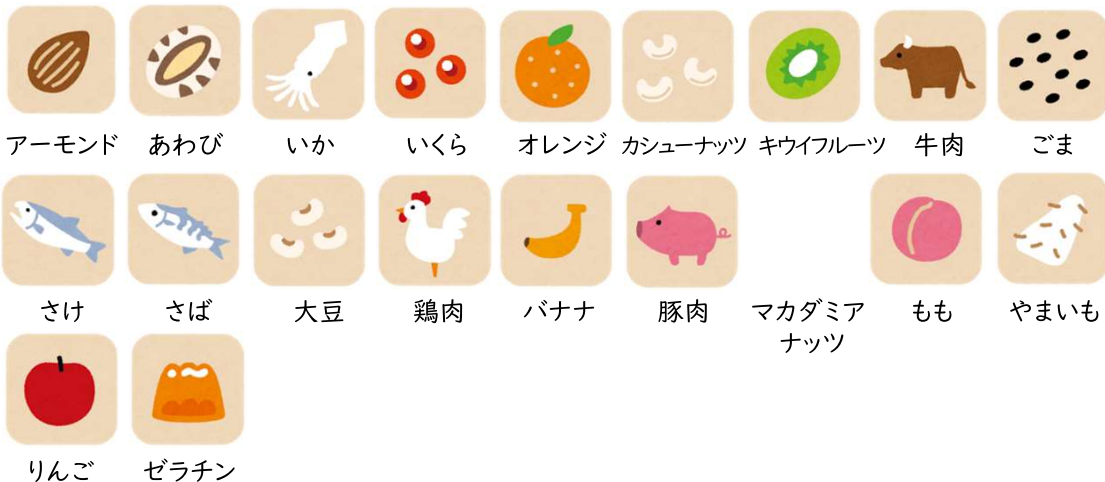 アーモンド あわび いか いくら オレンジ カシューナッツ キウイフルーツ 牛肉 ごま
さけ さば 大豆 鶏肉 バナナ 豚肉 マカダミア もも やまいも
ナッツ
りんご ゼラチン